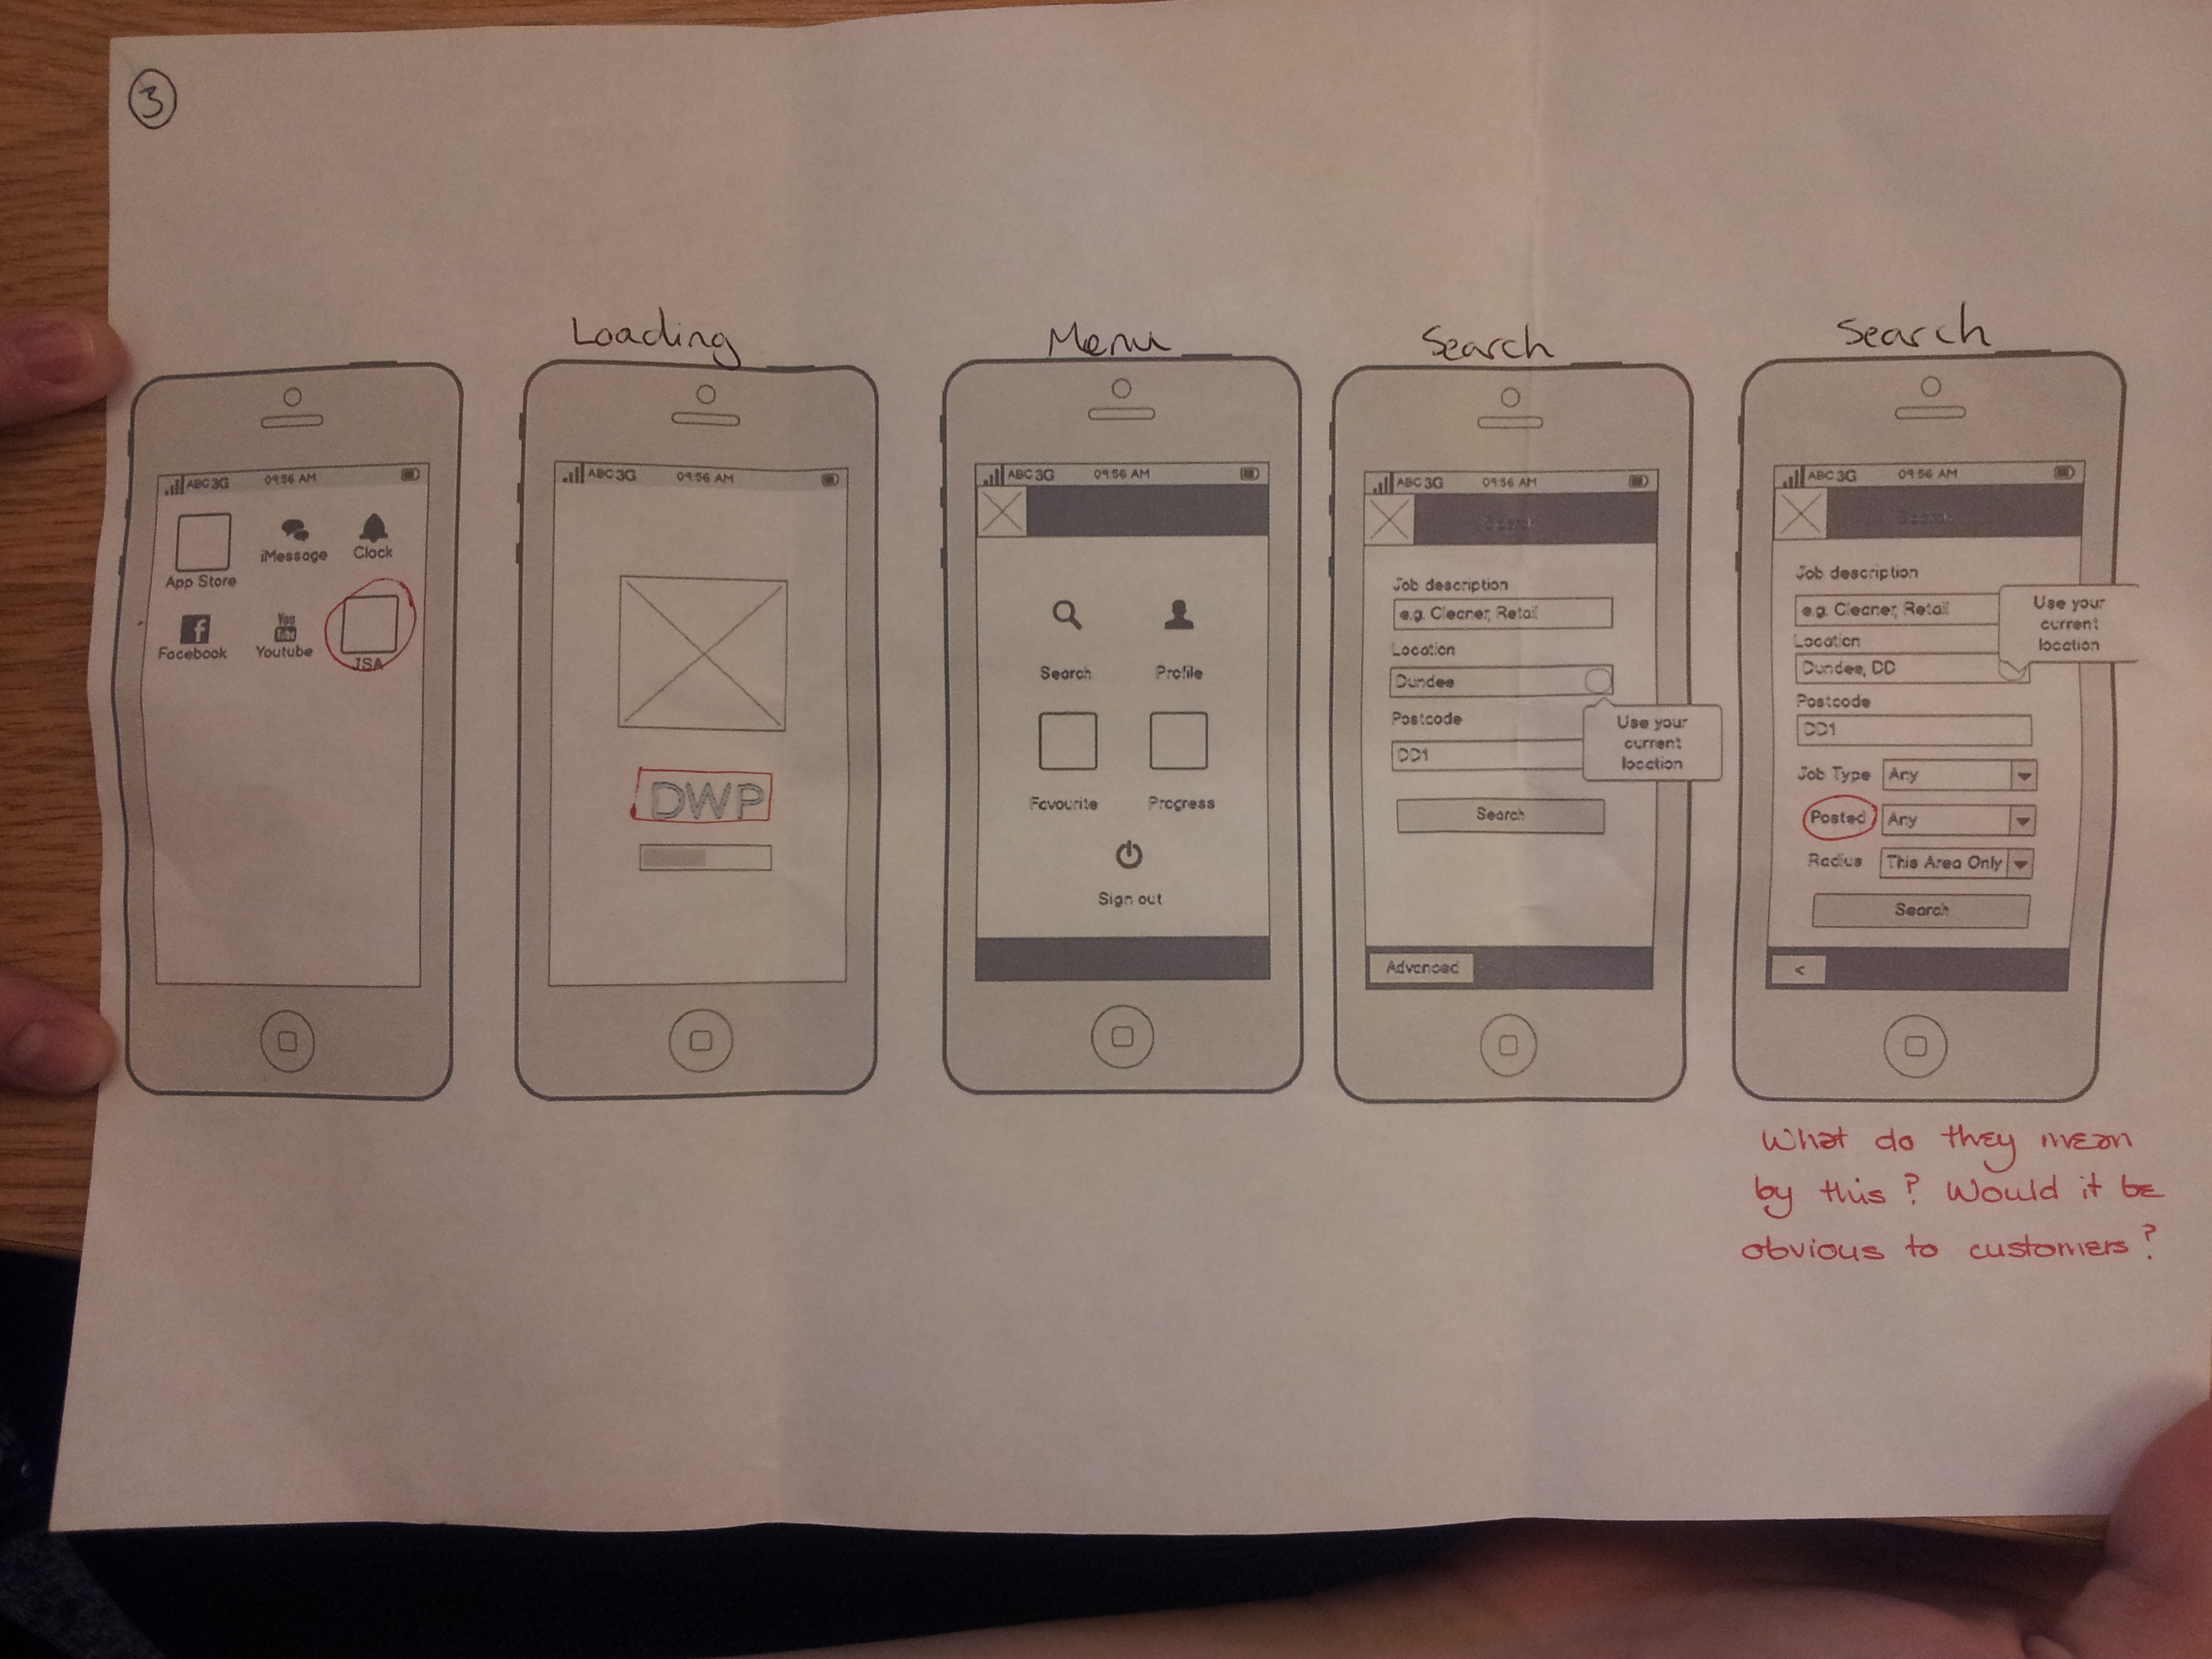 3
Loading
Menu
Search
Search
ABC 3G 09:56 AM
App Store
iMessage
Clock
Facebook
Youtube
JSA
ABC 3G 09:56 AM
DWP
ABC 3G 09:56 AM
Search
Profile
Favourite
Progress
Sign out
ABC 3G 09:56 AM
Search
Job description
e.g. Cleaner, Retail
Location
Dundee
Use your
current
location
Postcode
DD1
Search
Advanced
ABC 3G 09:56 AM
Search
Job description
e.g. Cleaner, Retail
Use your
current
location
Location
Dundee, DD
Postcode
DD1
Job Type Any
Posted Any
Radius This Area Only
Search
<
What do they mean
by this? Would it be
obvious to customers?